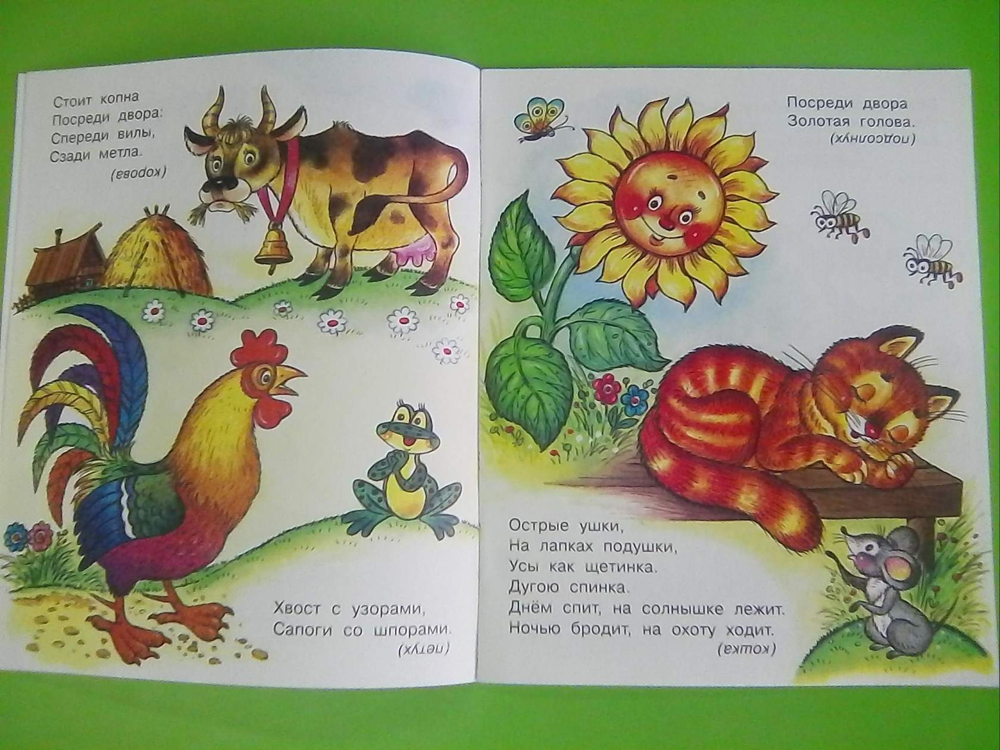 Стоит копна
Посреди двора:
Спереди вилы,
Сзади метла.
(корова)
Хвост с узорами,
Сапоги со шпорами.
(петух)
Посреди двора
Золотая голова.
(подсолнух)
Острые ушки,
На лапках подушки,
Усы как щетинка.
Дугою спинка.
Днём спит, на солнышке лежит.
Ночью бродит, на охоту ходит.
(кошка)